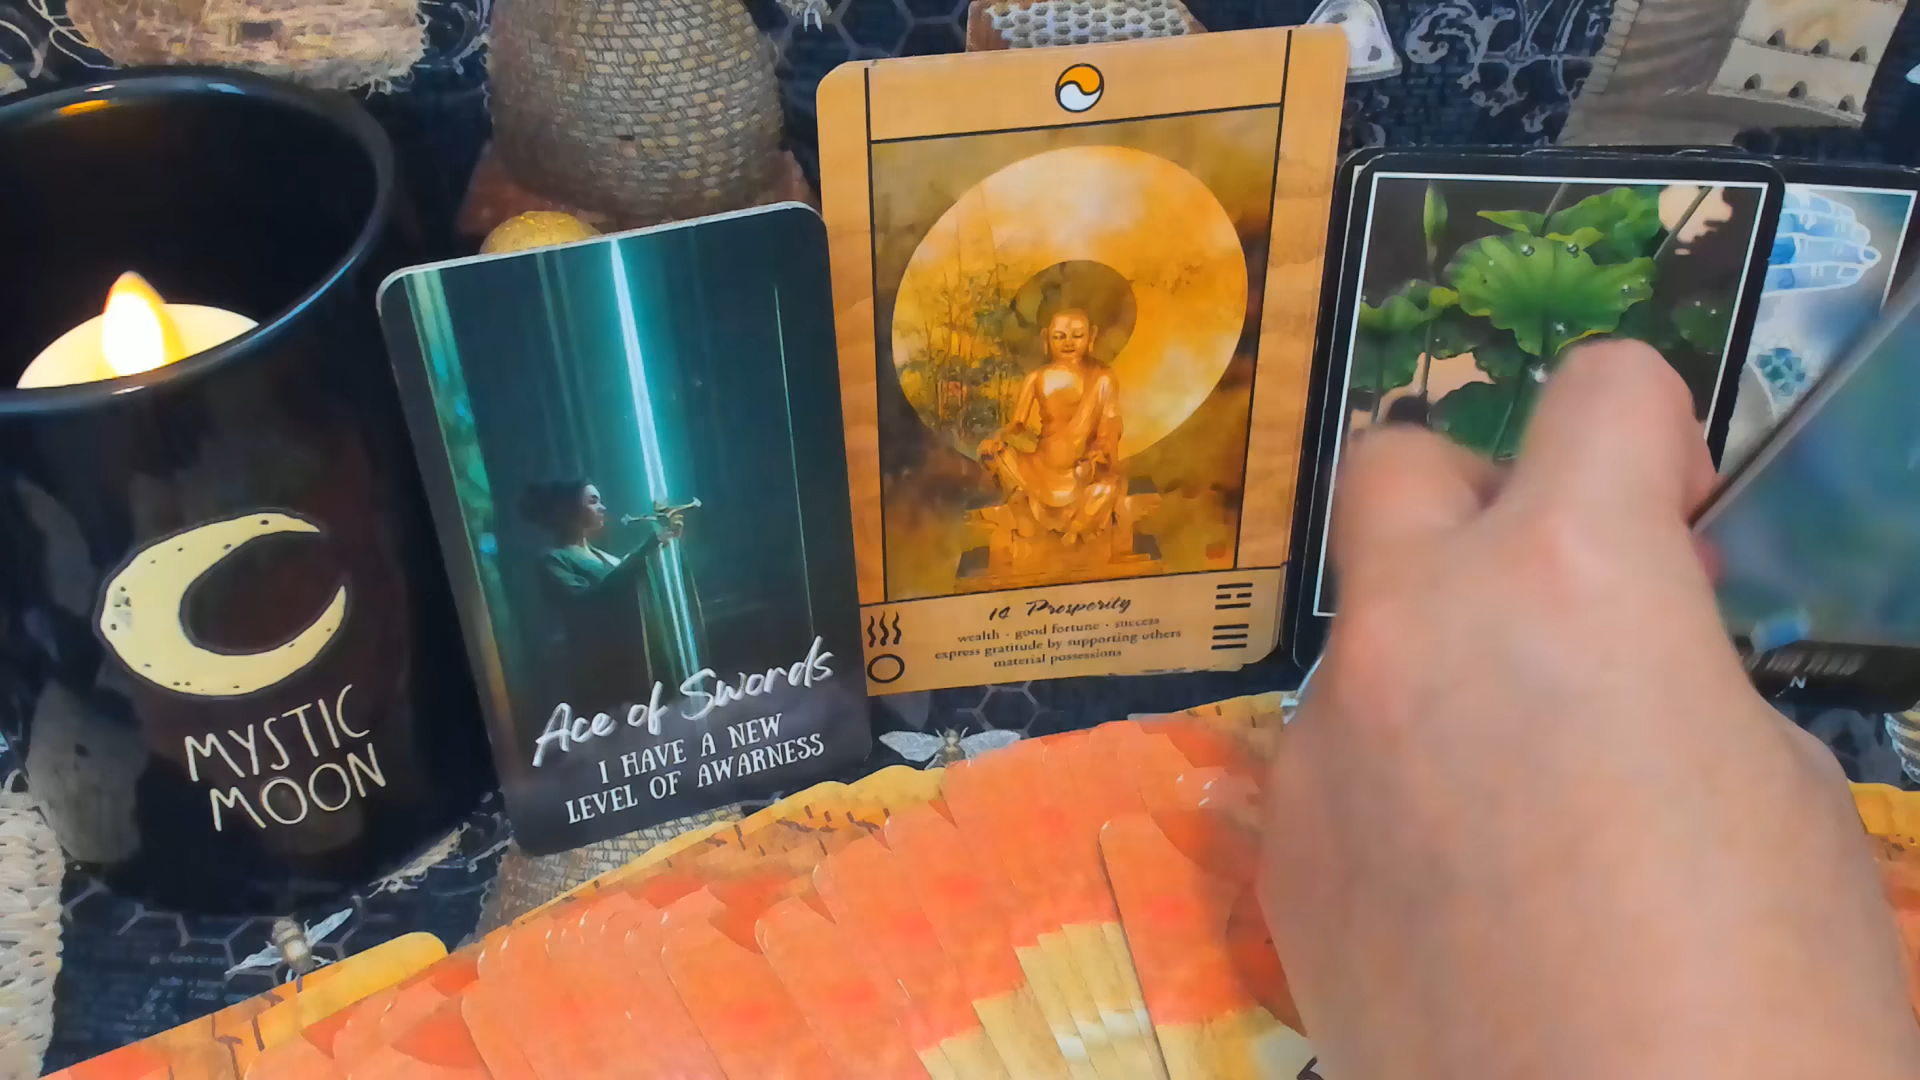 MYSTIC
MOON
Ace of Swords
I HAVE A NEW
LEVEL OF AWARNESS
14 Prosperity
wealth - good fortune - success
express gratitude by supporting others
material possessions